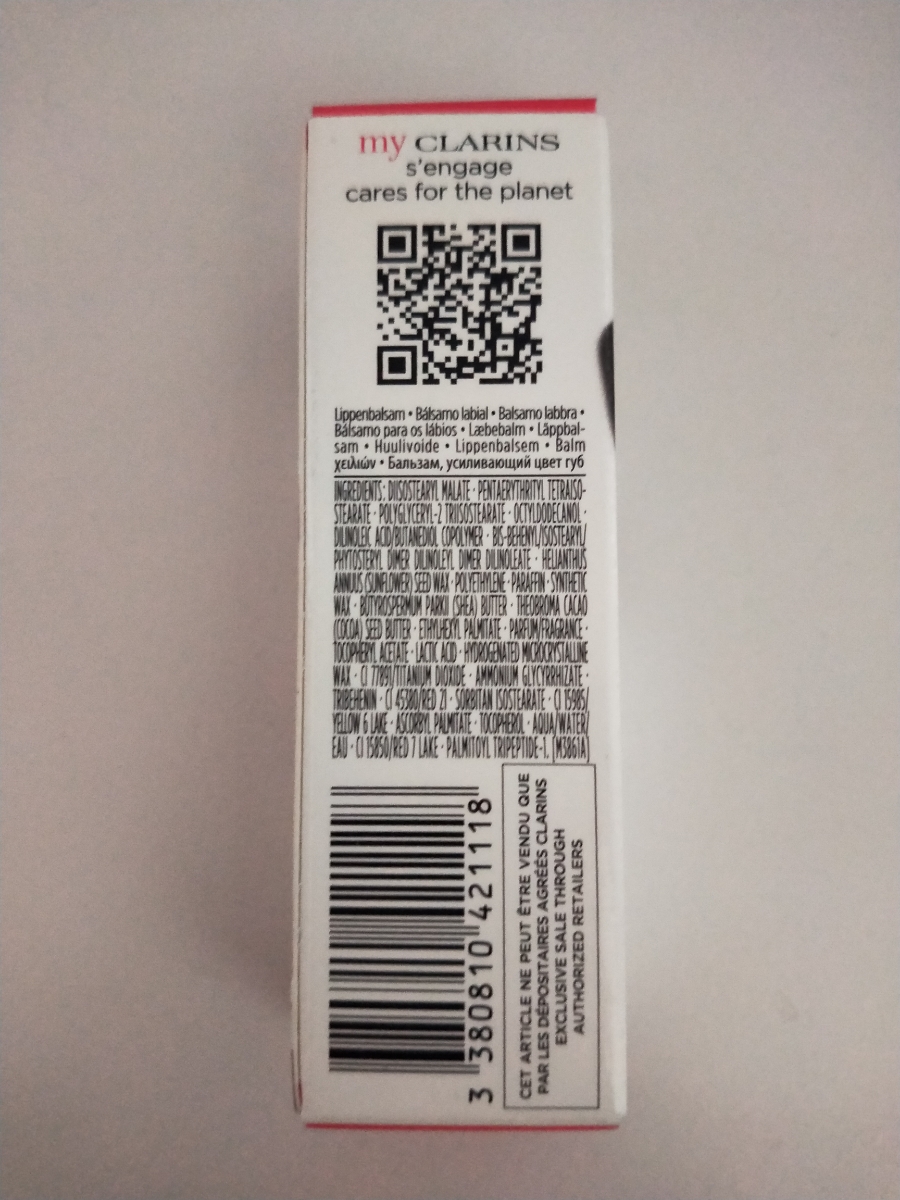 my CLARINS
s'engage
cares for the planet
Lippenbalsam • Bálsamo labial • Balsamo labbra •
Bálsamo para os lábios • Læbebalm • Läppbal-
sam • Huulivoide • Lippenbalsem • Balm
χειλιών • Бальзам, усиливающий цвет губ
INGREDIENTS: DIISOSTEARYL MALATE · PENTAERYTHRITYL TETRAISO-
STEARATE · POLYGLYCERYL-2 TRIISOSTEARATE · OCTYLDODECANOL ·
DILINOLEIC ACID/BUTANEDIOL COPOLYMER · BIS-BEHENYL/ISOSTEARYL/
PHYTOSTERYL DIMER DILINOLEYL DIMER DILINOLEATE · HELIANTHUS
ANNUUS (SUNFLOWER) SEED WAX · POLYETHYLENE · PARAFFIN · SYNTHETIC
WAX · BUTYROSPERMUM PARKII (SHEA) BUTTER · THEOBROMA CACAO
(COCOA) SEED BUTTER · ETHYLHEXYL PALMITATE · PARFUM/FRAGRANCE ·
TOCOPHERYL ACETATE · LACTIC ACID · HYDROGENATED MICROCRYSTALLINE
WAX · CI 77891/TITANIUM DIOXIDE · AMMONIUM GLYCYRRHIZATE ·
TRIBEHENIN · CI 45380/RED 21 · SORBITAN ISOSTEARATE · CI 15985/
YELLOW 6 LAKE · ASCORBYL PALMITATE · TOCOPHEROL · AQUA/WATER/
EAU · CI 15850/RED 7 LAKE · PALMITOYL TRIPEPTIDE-1. [M3861A]
3 380810 421118
CET ARTICLE NE PEUT ÊTRE VENDU QUE
PAR LES DÉPOSITAIRES AGRÉÉS CLARINS
EXCLUSIVE SALE THROUGH
AUTHORIZED RETAILERS